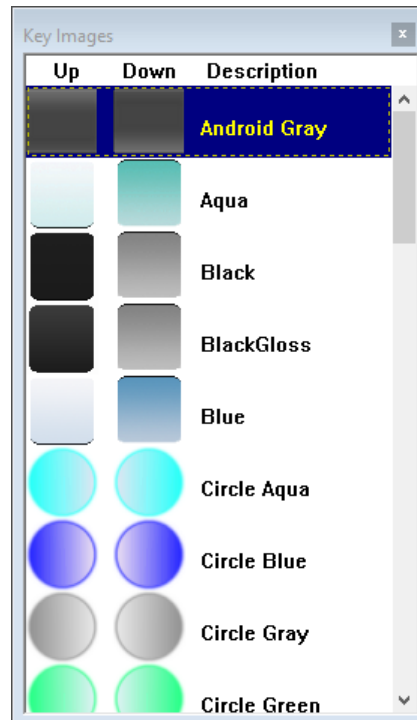 Key Images
Up Down Description
Android Gray
Aqua
Black
BlackGloss
Blue
Circle Aqua
Circle Blue
Circle Gray
Circle Green